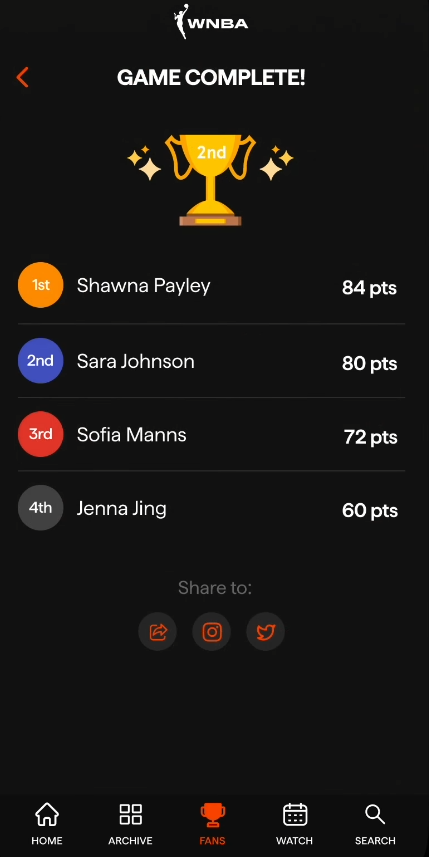 WNBA
GAME COMPLETE!
2nd
1st Shawna Payley 84 pts
2nd Sara Johnson 80 pts
3rd Sofia Manns 72 pts
4th Jenna Jing 60 pts
Share to:
HOME ARCHIVE FANS WATCH SEARCH